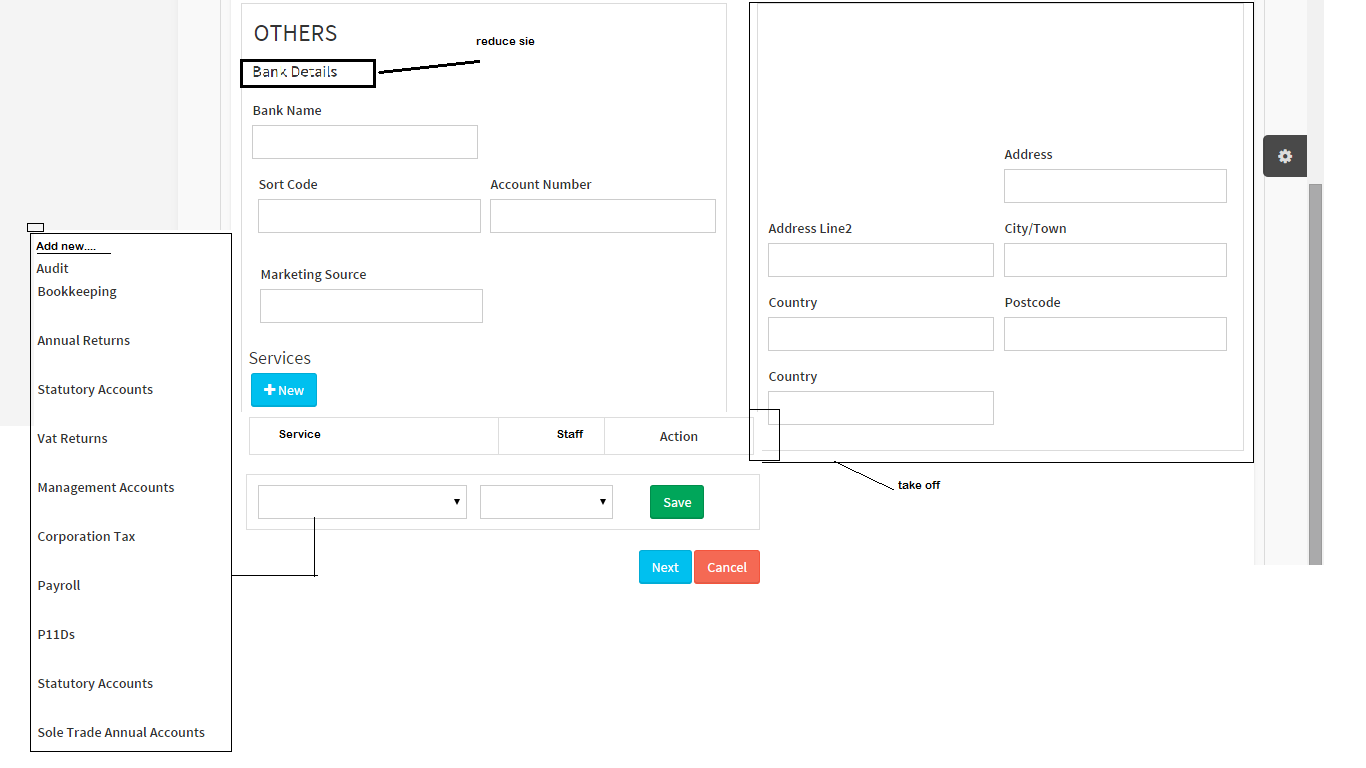 OTHERS
reduce sie
Bank Details
Bank Name
Sort Code Account Number
Marketing Source
Services
New
Service Staff Action
Save
Next Cancel
Add new....
Audit
Bookkeeping
Annual Returns
Statutory Accounts
Vat Returns
Management Accounts
Corporation Tax
Payroll
P11Ds
Statutory Accounts
Sole Trade Annual Accounts
Address
Address Line2 City/Town
Country Postcode
Country
take off